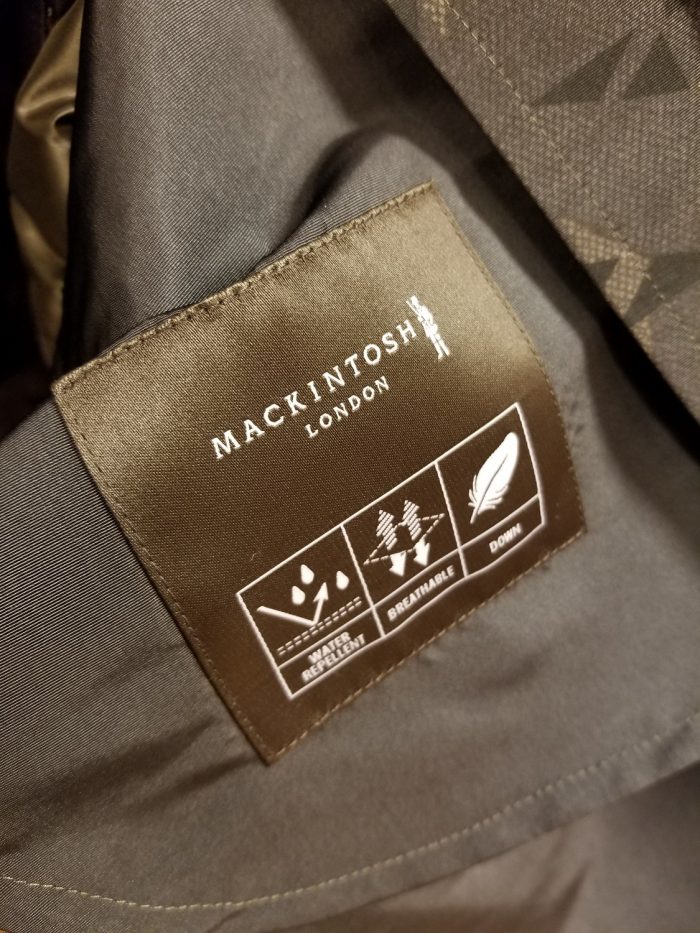 MACKINTOSH
LONDON
WATER
REPELLENT
BREATHABLE
DOWN